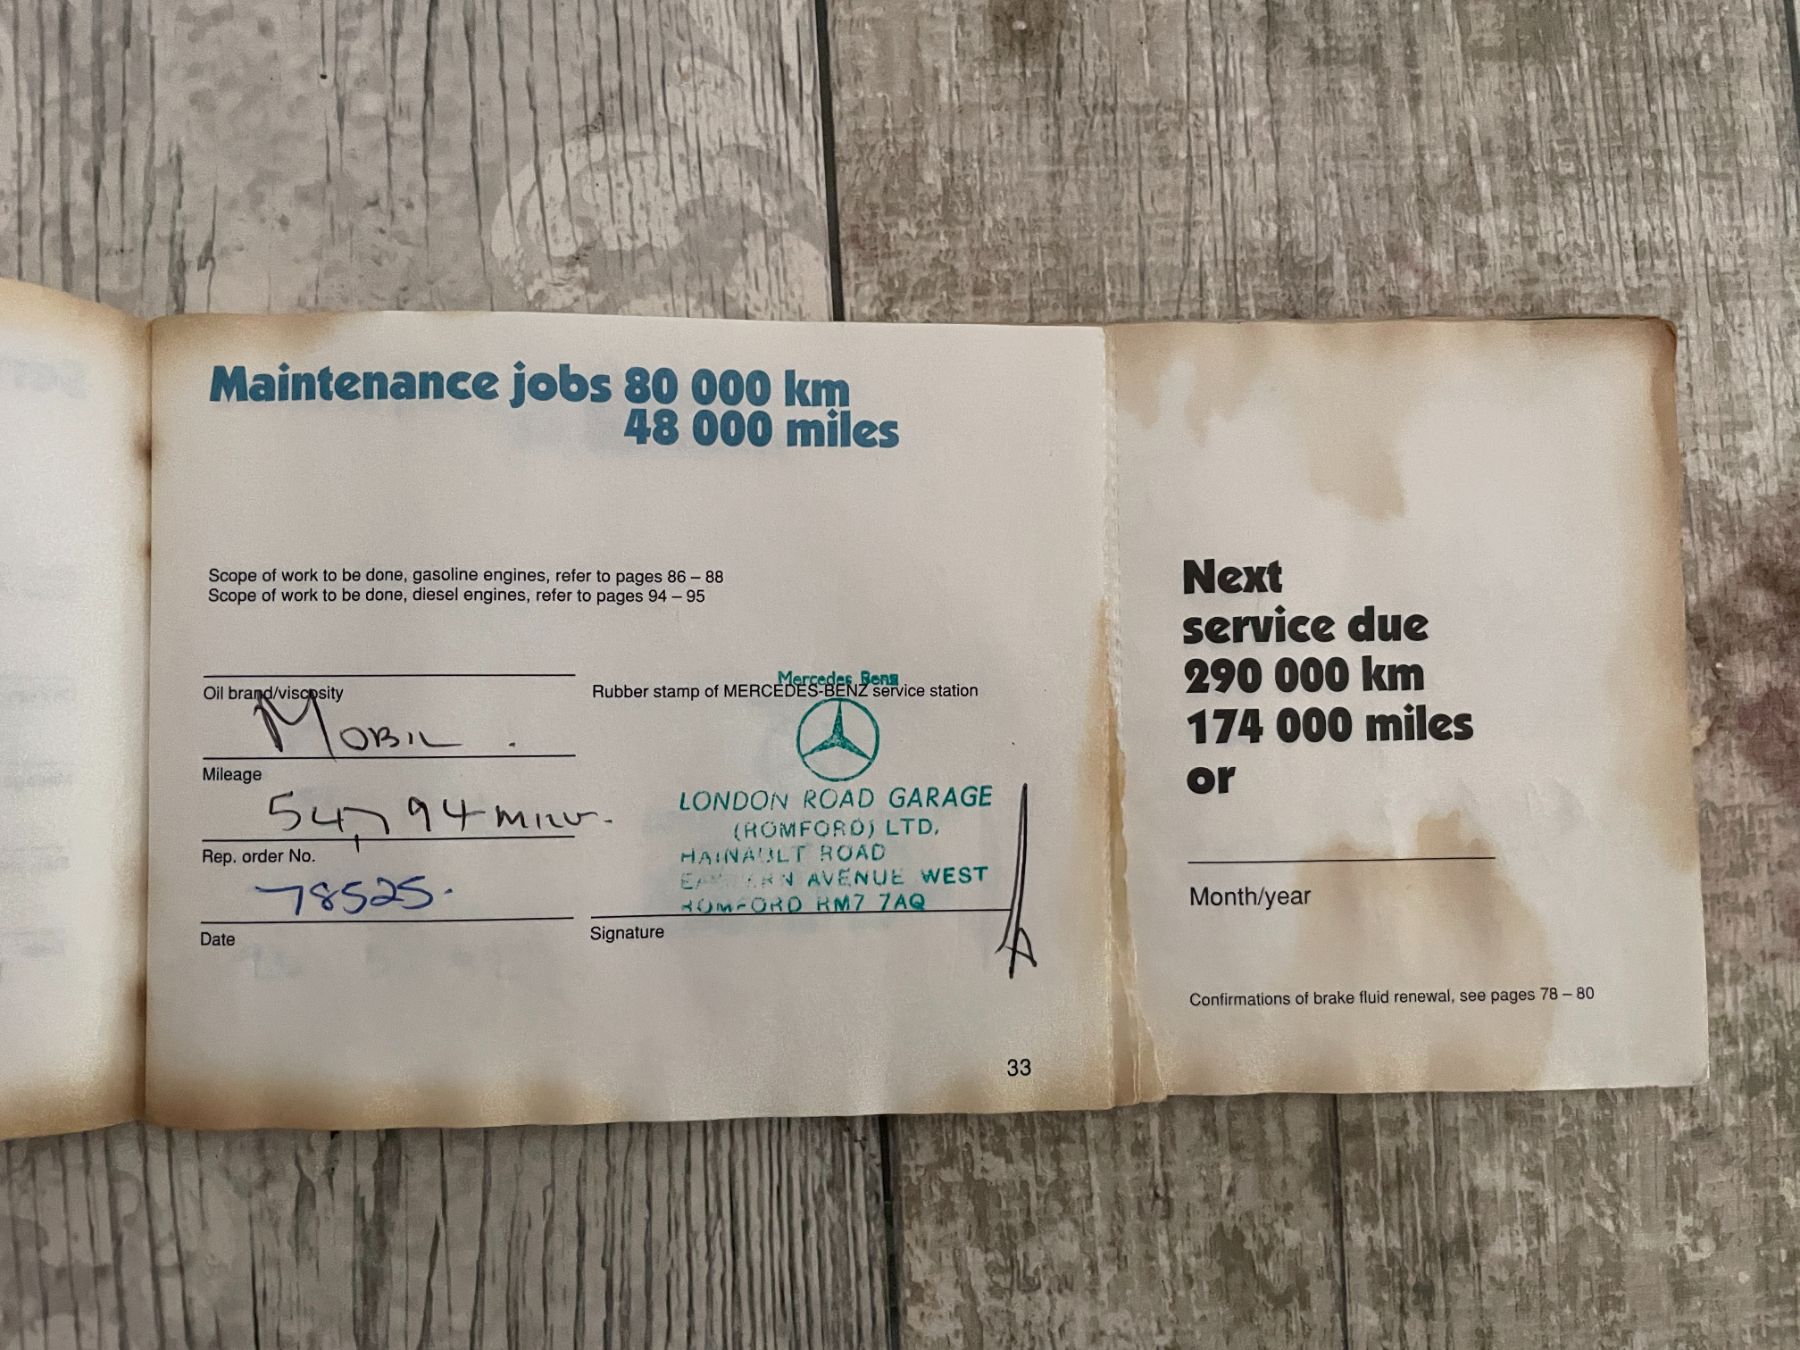 Maintenance jobs 80 000 km
48 000 miles
Scope of work to be done, gasoline engines, refer to pages 86 – 88
Scope of work to be done, diesel engines, refer to pages 94 – 95
Oil brand/viscosity
MOBIL .
Mileage
54,794
Rep. order No.
78525.
Date
Rubber stamp of MERCEDES-BENZ service station
Mercedes Benz
LONDON ROAD GARAGE
(ROMFORD) LTD.
HAINAULT ROAD
EASTERN AVENUE WEST
ROMFORD RM7 7AQ
Signature
33
Next
service due
290 000 km
174 000 miles
or
Month/year
Confirmations of brake fluid renewal, see pages 78 – 80